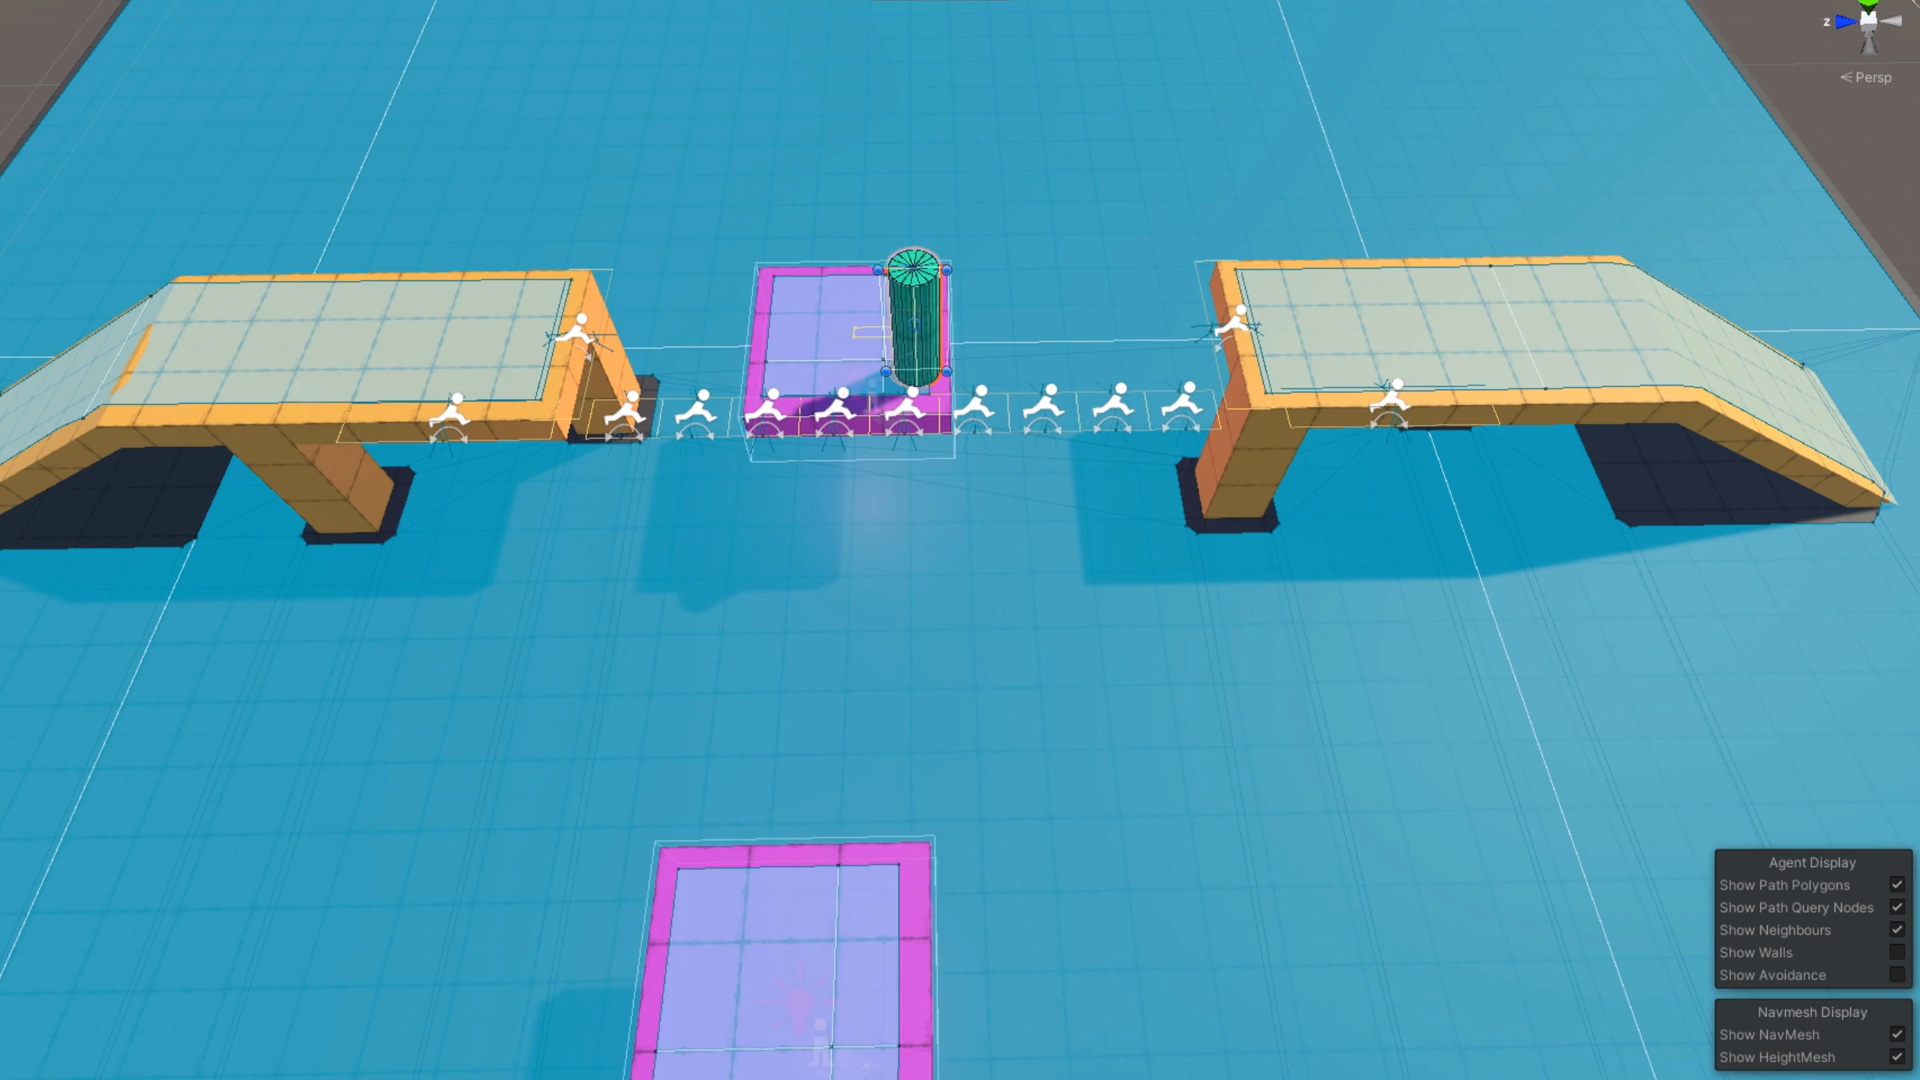 z
< Persp
Agent Display
Show Path Polygons
Show Path Query Nodes
Show Neighbours
Show Walls
Show Avoidance
Navmesh Display
Show NavMesh
Show HeightMesh